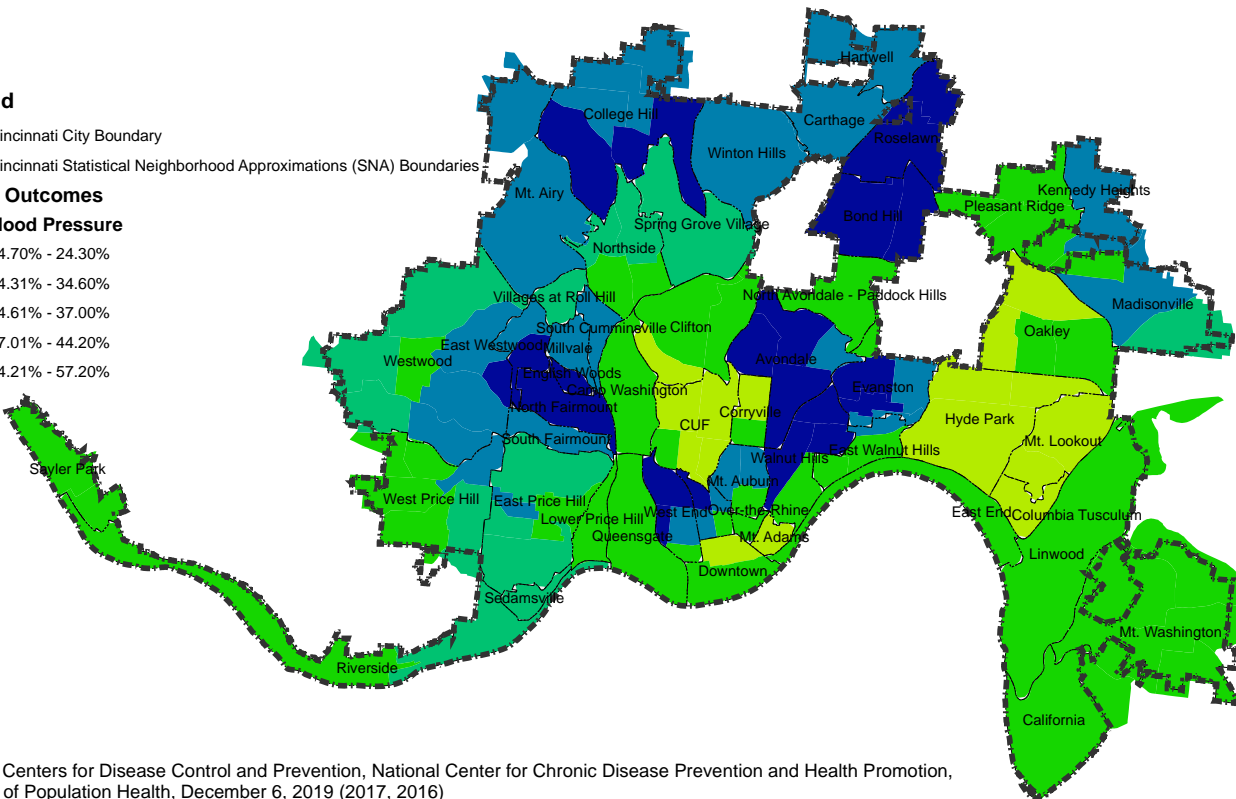 d
incinnati City Boundary
incinnati Statistical Neighborhood Approximations (SNA) Boundaries
Outcomes
lood Pressure
4.70% - 24.30%
4.31% - 34.60%
4.61% - 37.00%
7.01% - 44.20%
4.21% - 57.20%
Hartwell
College Hill
Carthage
Roselawn
Winton Hills
Mt. Airy
Kennedy Heights
Pleasant Ridge
Bond Hill
Spring Grove Village
Northside
Villages at Roll Hill
North Avondale - Paddock Hills
Madisonville
South Cumminsville
Clifton
Oakley
East Westwood
Millvale
Westwood
Avondale
English Woods
Camp Washington
Evanston
North Fairmount
Corryville
Hyde Park
CUF
South Fairmount
Mt. Lookout
East Walnut Hills
Walnut Hills
Sayler Park
Mt. Auburn
West Price Hill
East Price Hill
West End
Over-the-Rhine
East End
Columbia Tusculum
Lower Price Hill
Queensgate
Mt. Adams
Linwood
Downtown
Sedamsville
Mt. Washington
Riverside
California
Centers for Disease Control and Prevention, National Center for Chronic Disease Prevention and Health Promotion,
of Population Health, December 6, 2019 (2017, 2016)